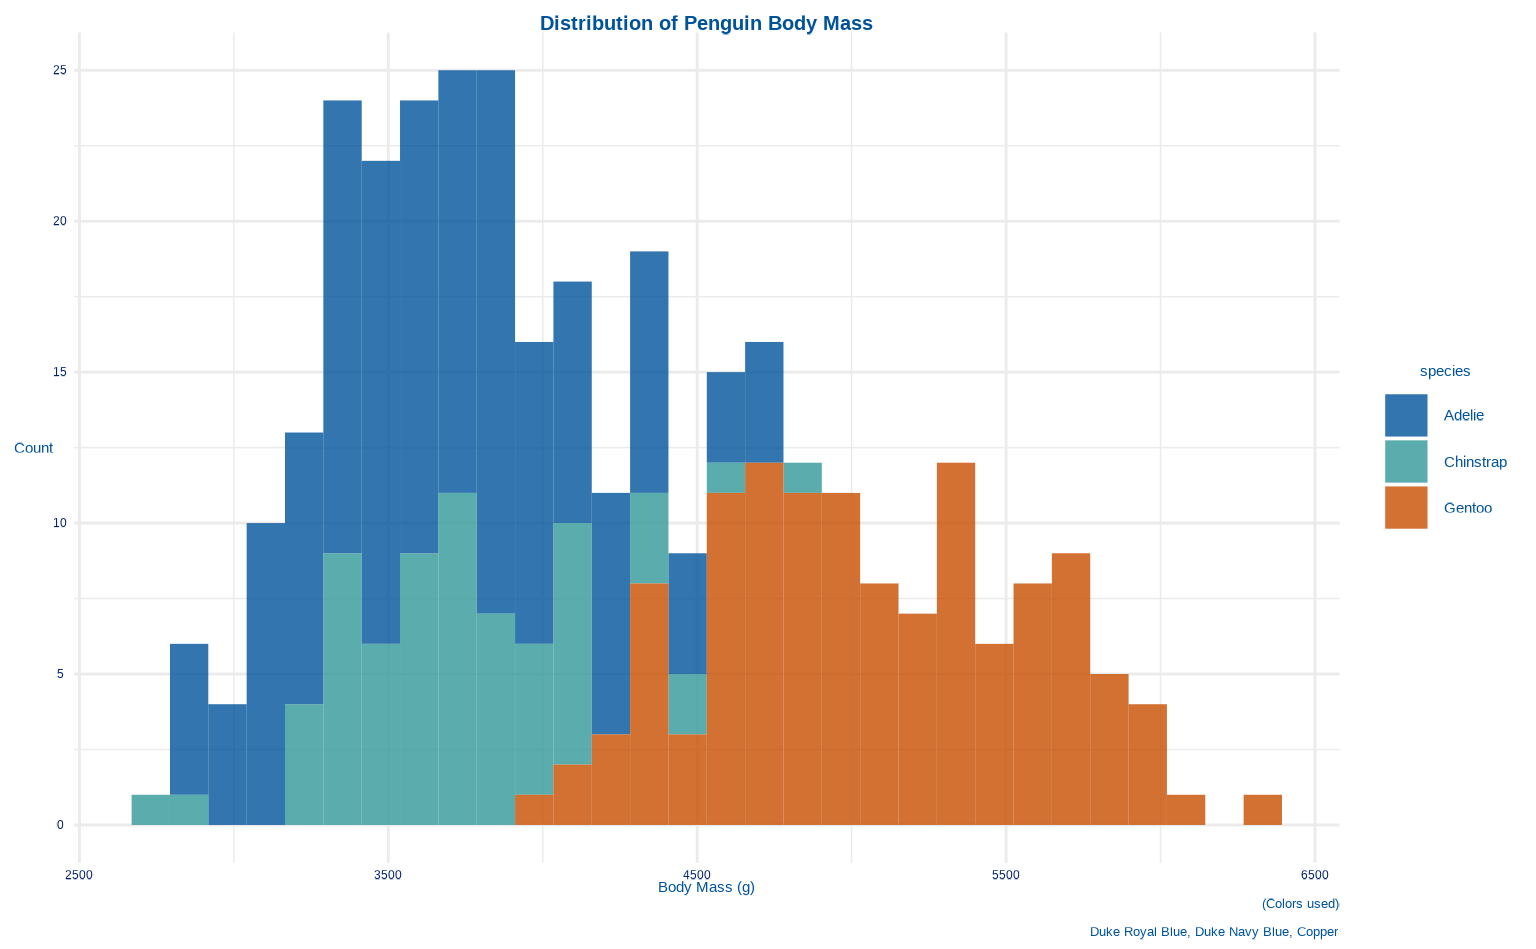 Distribution of Penguin Body Mass
25
20
15
10
5
0
Count
2500 3500 4500 5500 6500
Body Mass (g)
species
Adelie
Chinstrap
Gentoo
(Colors used)
Duke Royal Blue, Duke Navy Blue, Copper